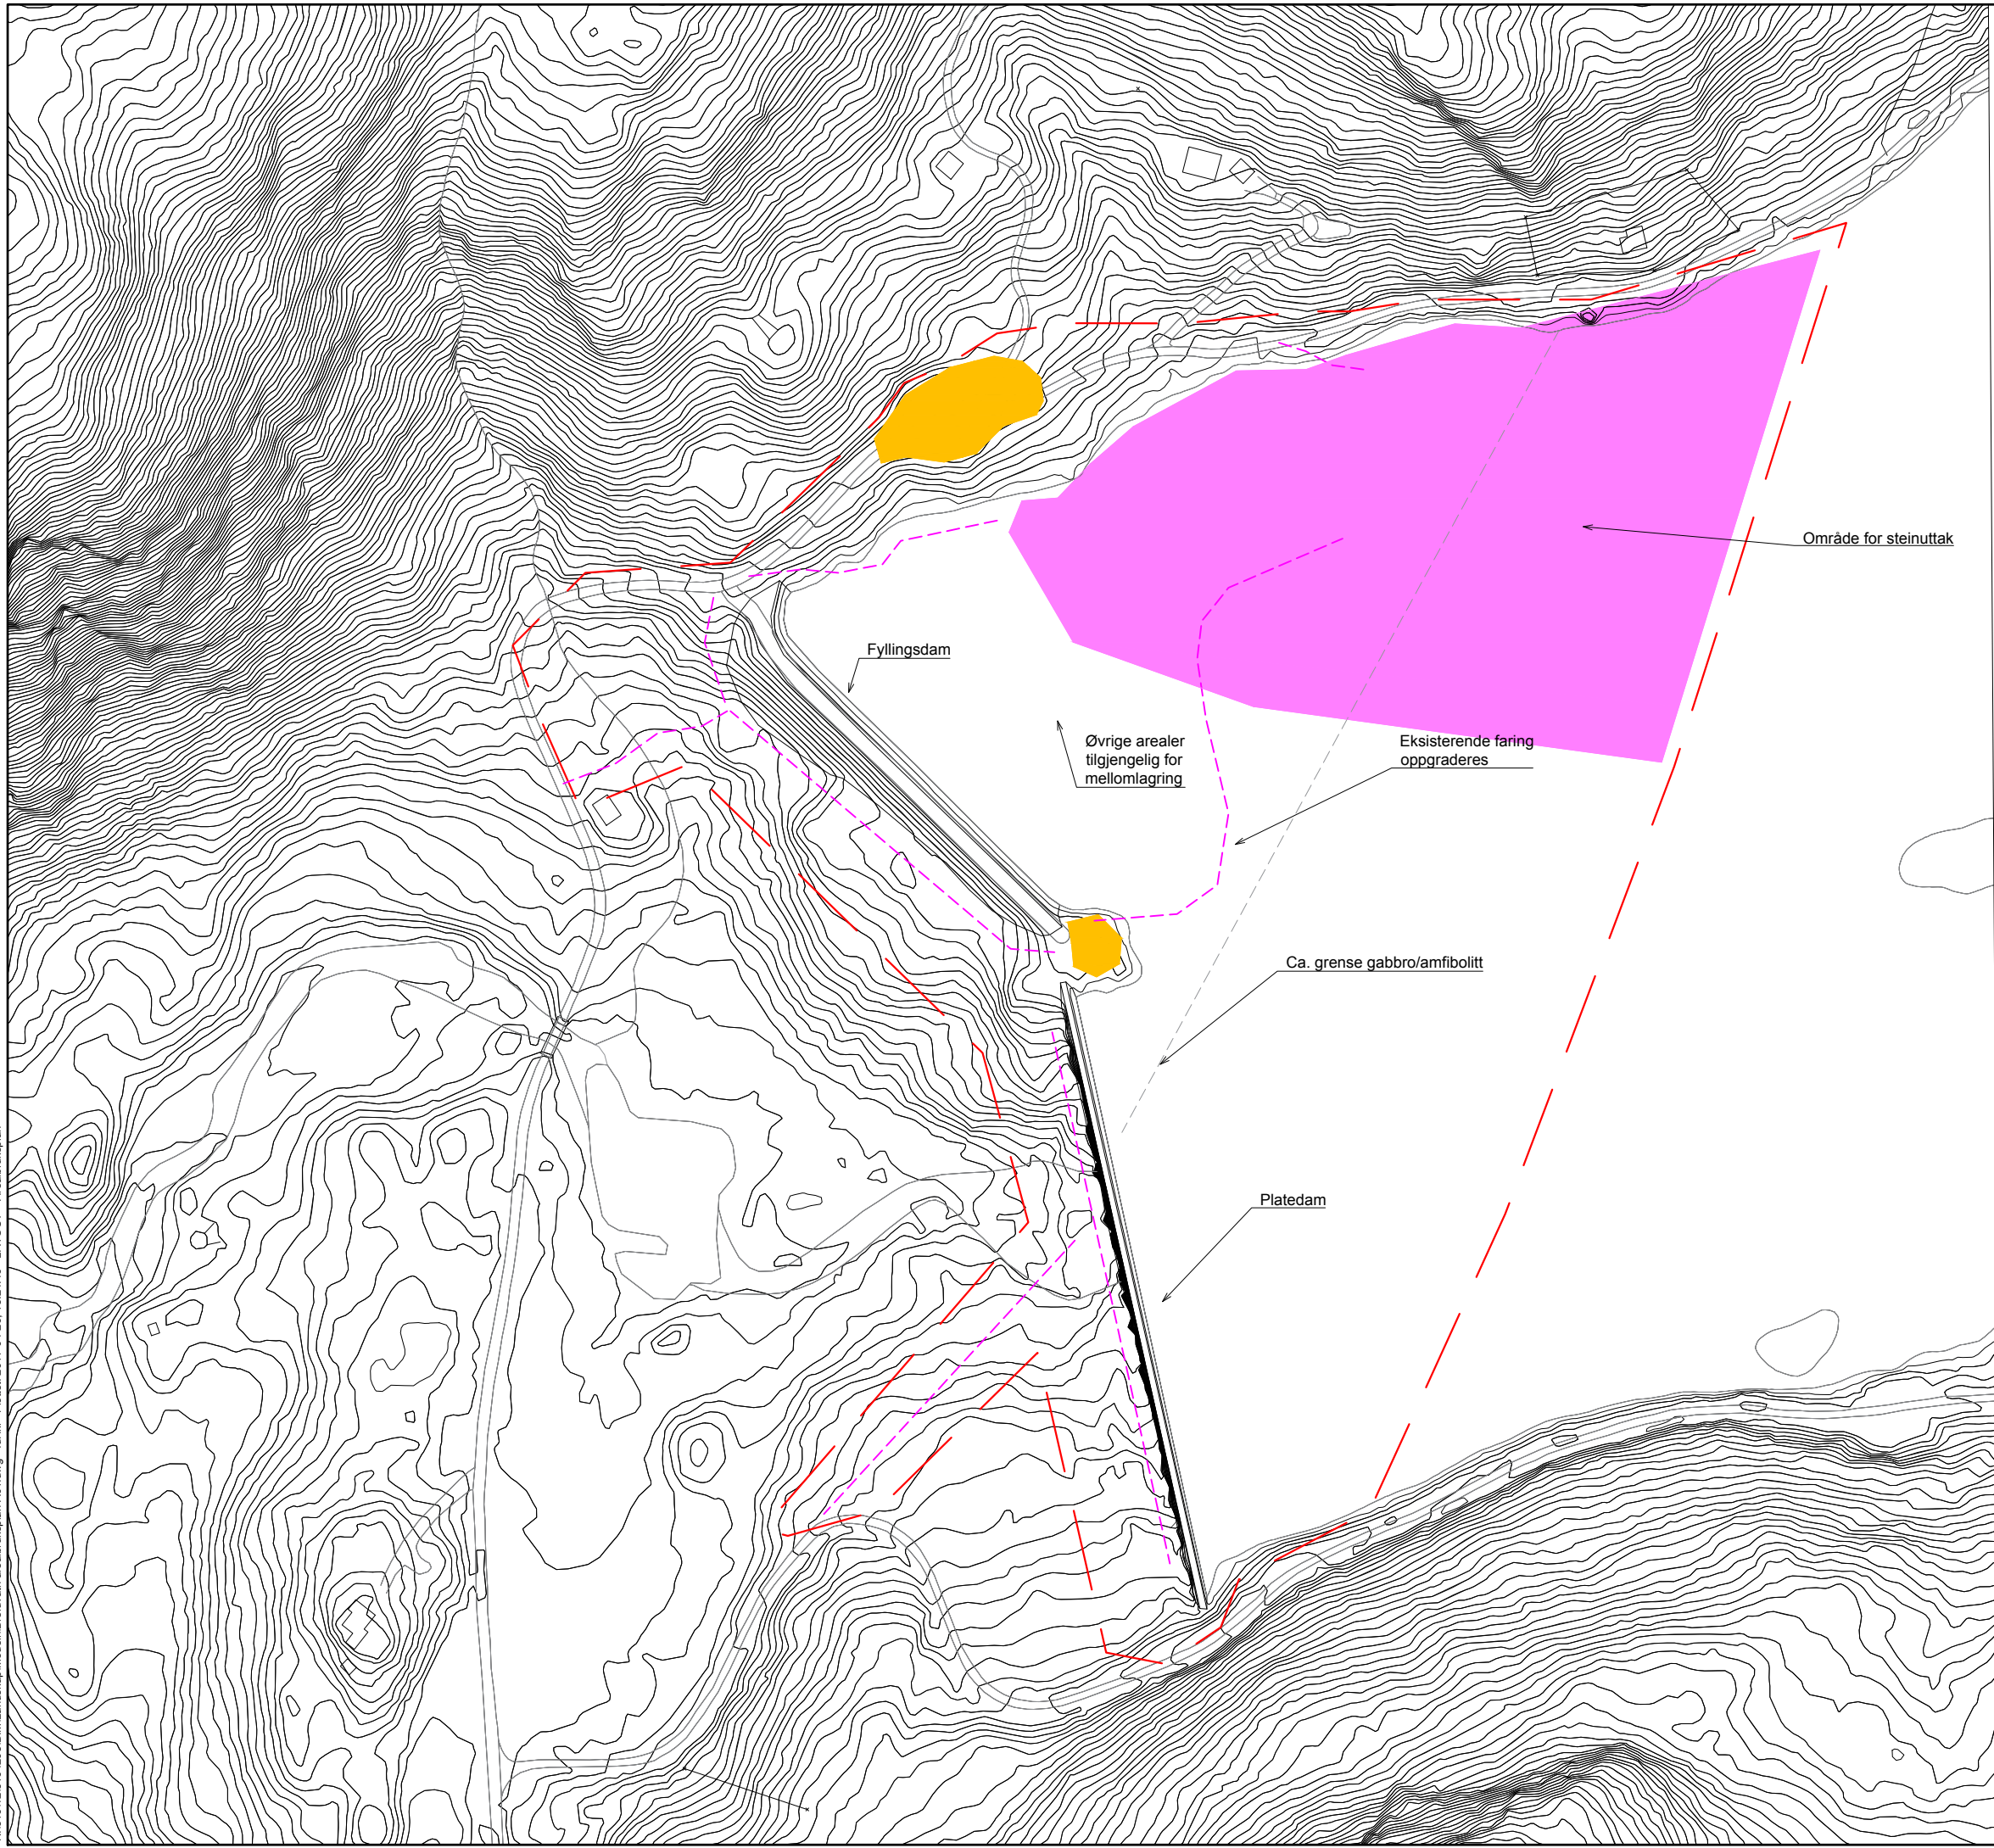 Område for steinuttak
Fyllingsdam
Øvrige arealer
tilgjengelig for
mellomlagring
Eksisterende faring
oppgraderes
Ca. grense gabbro/amfibolitt
Platedam